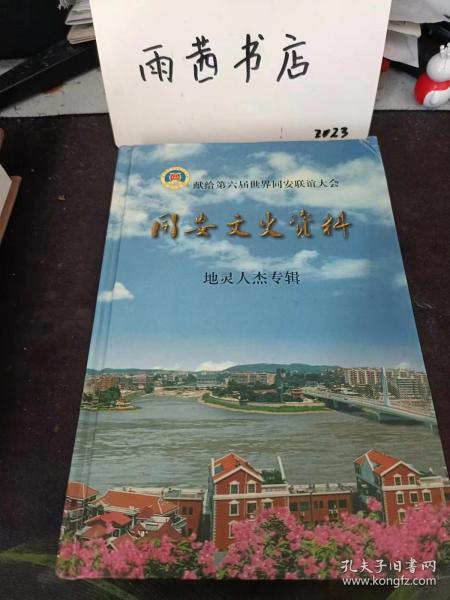 雨茜书店
2023
献给第六届世界同安联谊大会
同安文史资料
地灵人杰专辑
孔夫子旧书网
www.kongfz.com